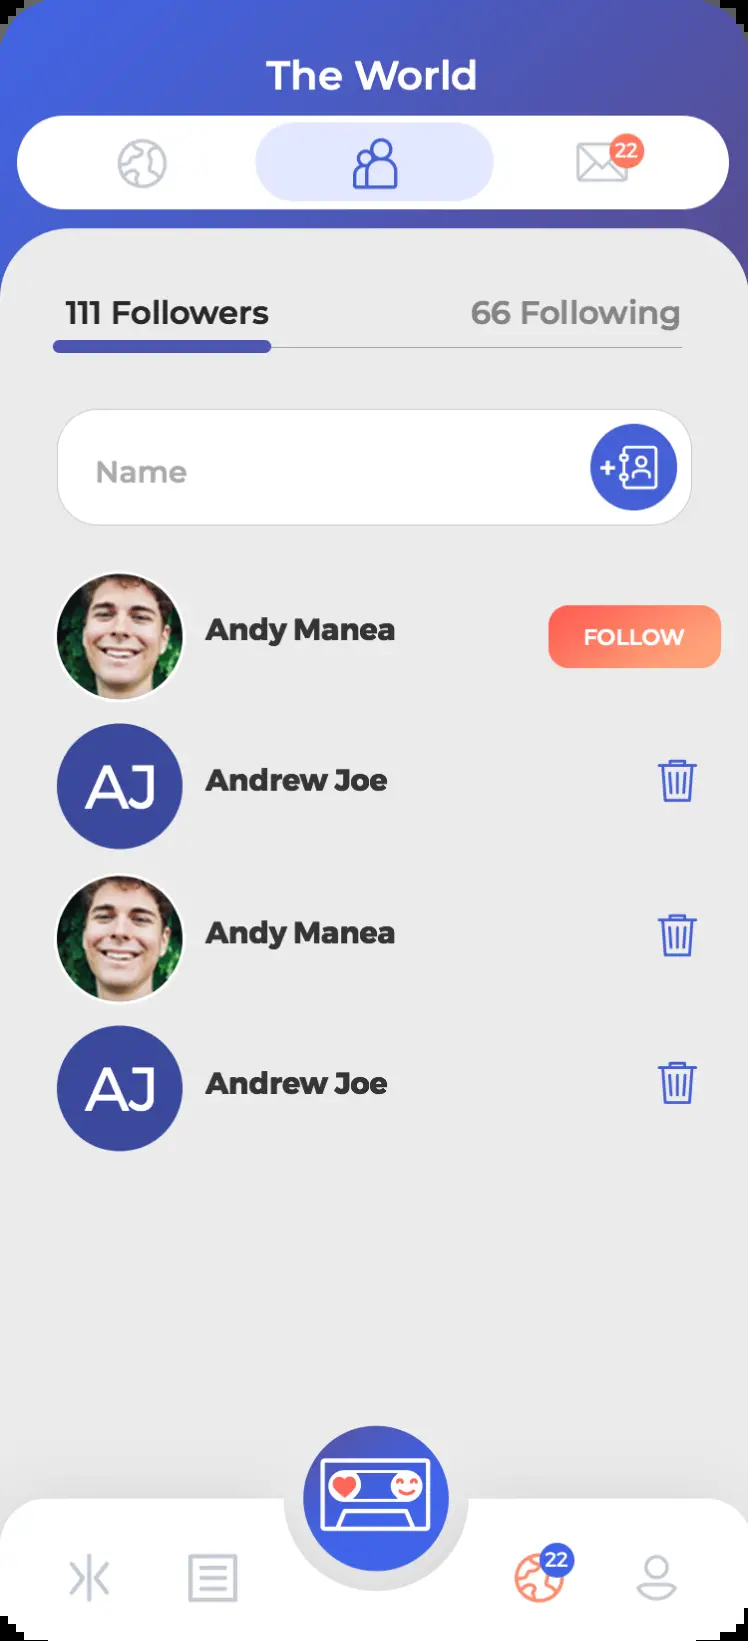 The World
22
111 Followers
66 Following
Name
Andy Manea
FOLLOW
AJ
Andrew Joe
Andy Manea
AJ
Andrew Joe
22